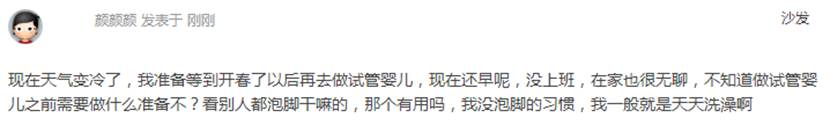 颜颜颜 发表于 刚刚
沙发
现在天气变冷了，我准备等到开春了以后再去做试管婴儿，现在还早呢，没上班，在家也很无聊，不知道做试管婴
儿之前需要做什么准备不？看别人都泡脚干嘛的，那个有用吗，我没泡脚的习惯，我一般就是天天洗澡啊